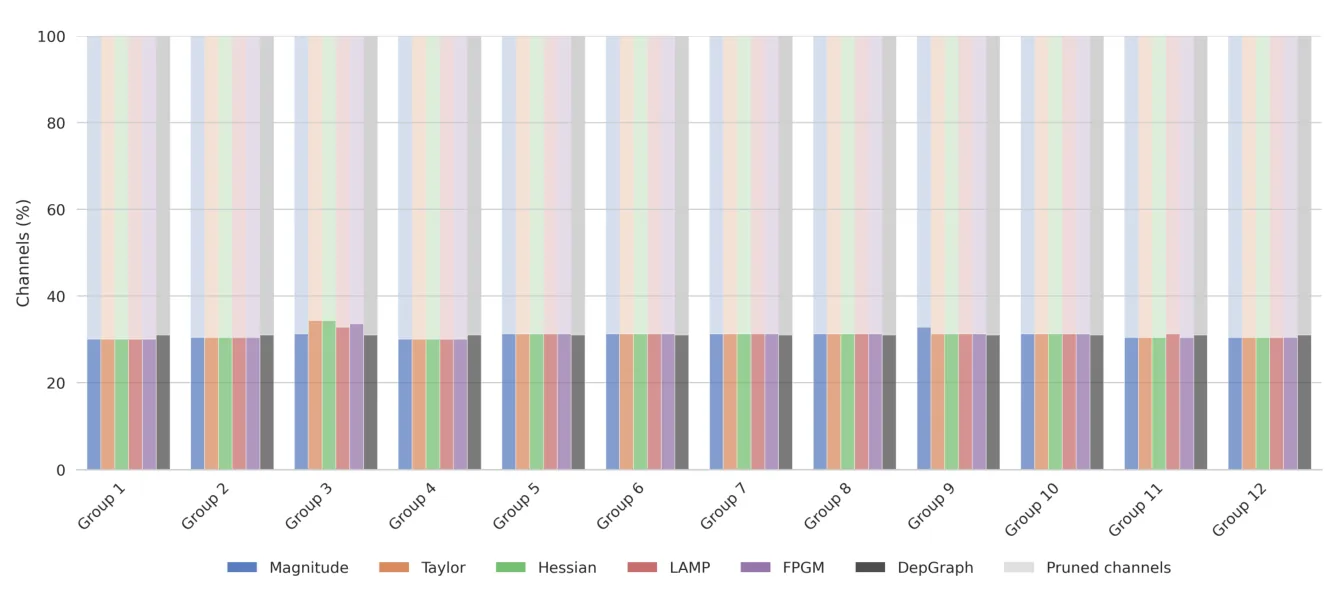 100
80
60
40
20
0
Channels (%)
Group 1
Group 2
Group 3
Group 4
Group 5
Group 6
Group 7
Group 8
Group 9
Group 10
Group 11
Group 12
Magnitude Taylor Hessian LAMP FPGM DepGraph Pruned channels